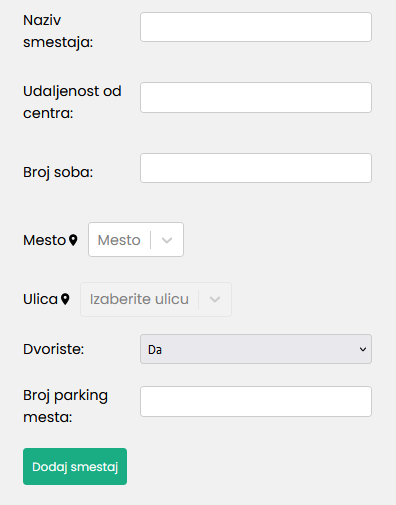 Naziv
smestaja:
Udaljenost od
centra:
Broj soba:
Mesto Mesto
Ulica Izaberite ulicu
Dvoriste: Da
Broj parking
mesta:
Dodaj smestaj